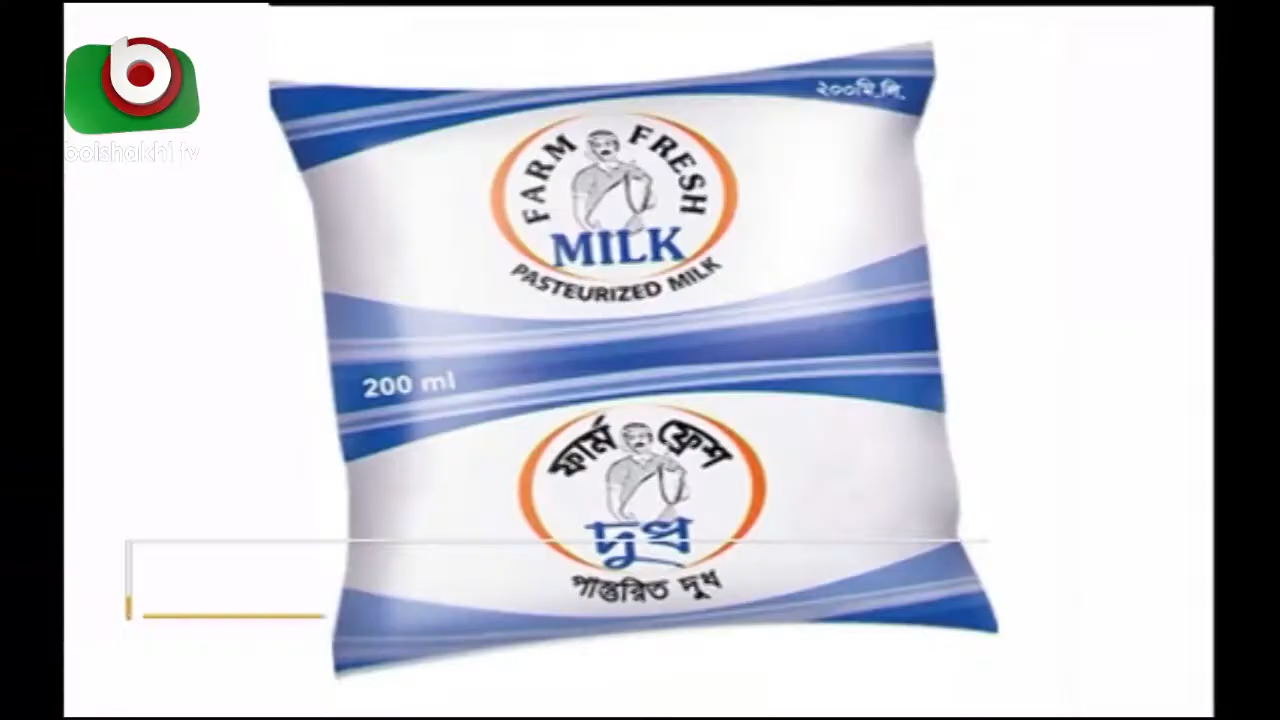 boishakhi tv
২০০মি.লি.
FARM FRESH
MILK
PASTEURIZED MILK
200 ml
ফার্ম ফ্রেশ
দুধ
পাস্তুরিত দুধ